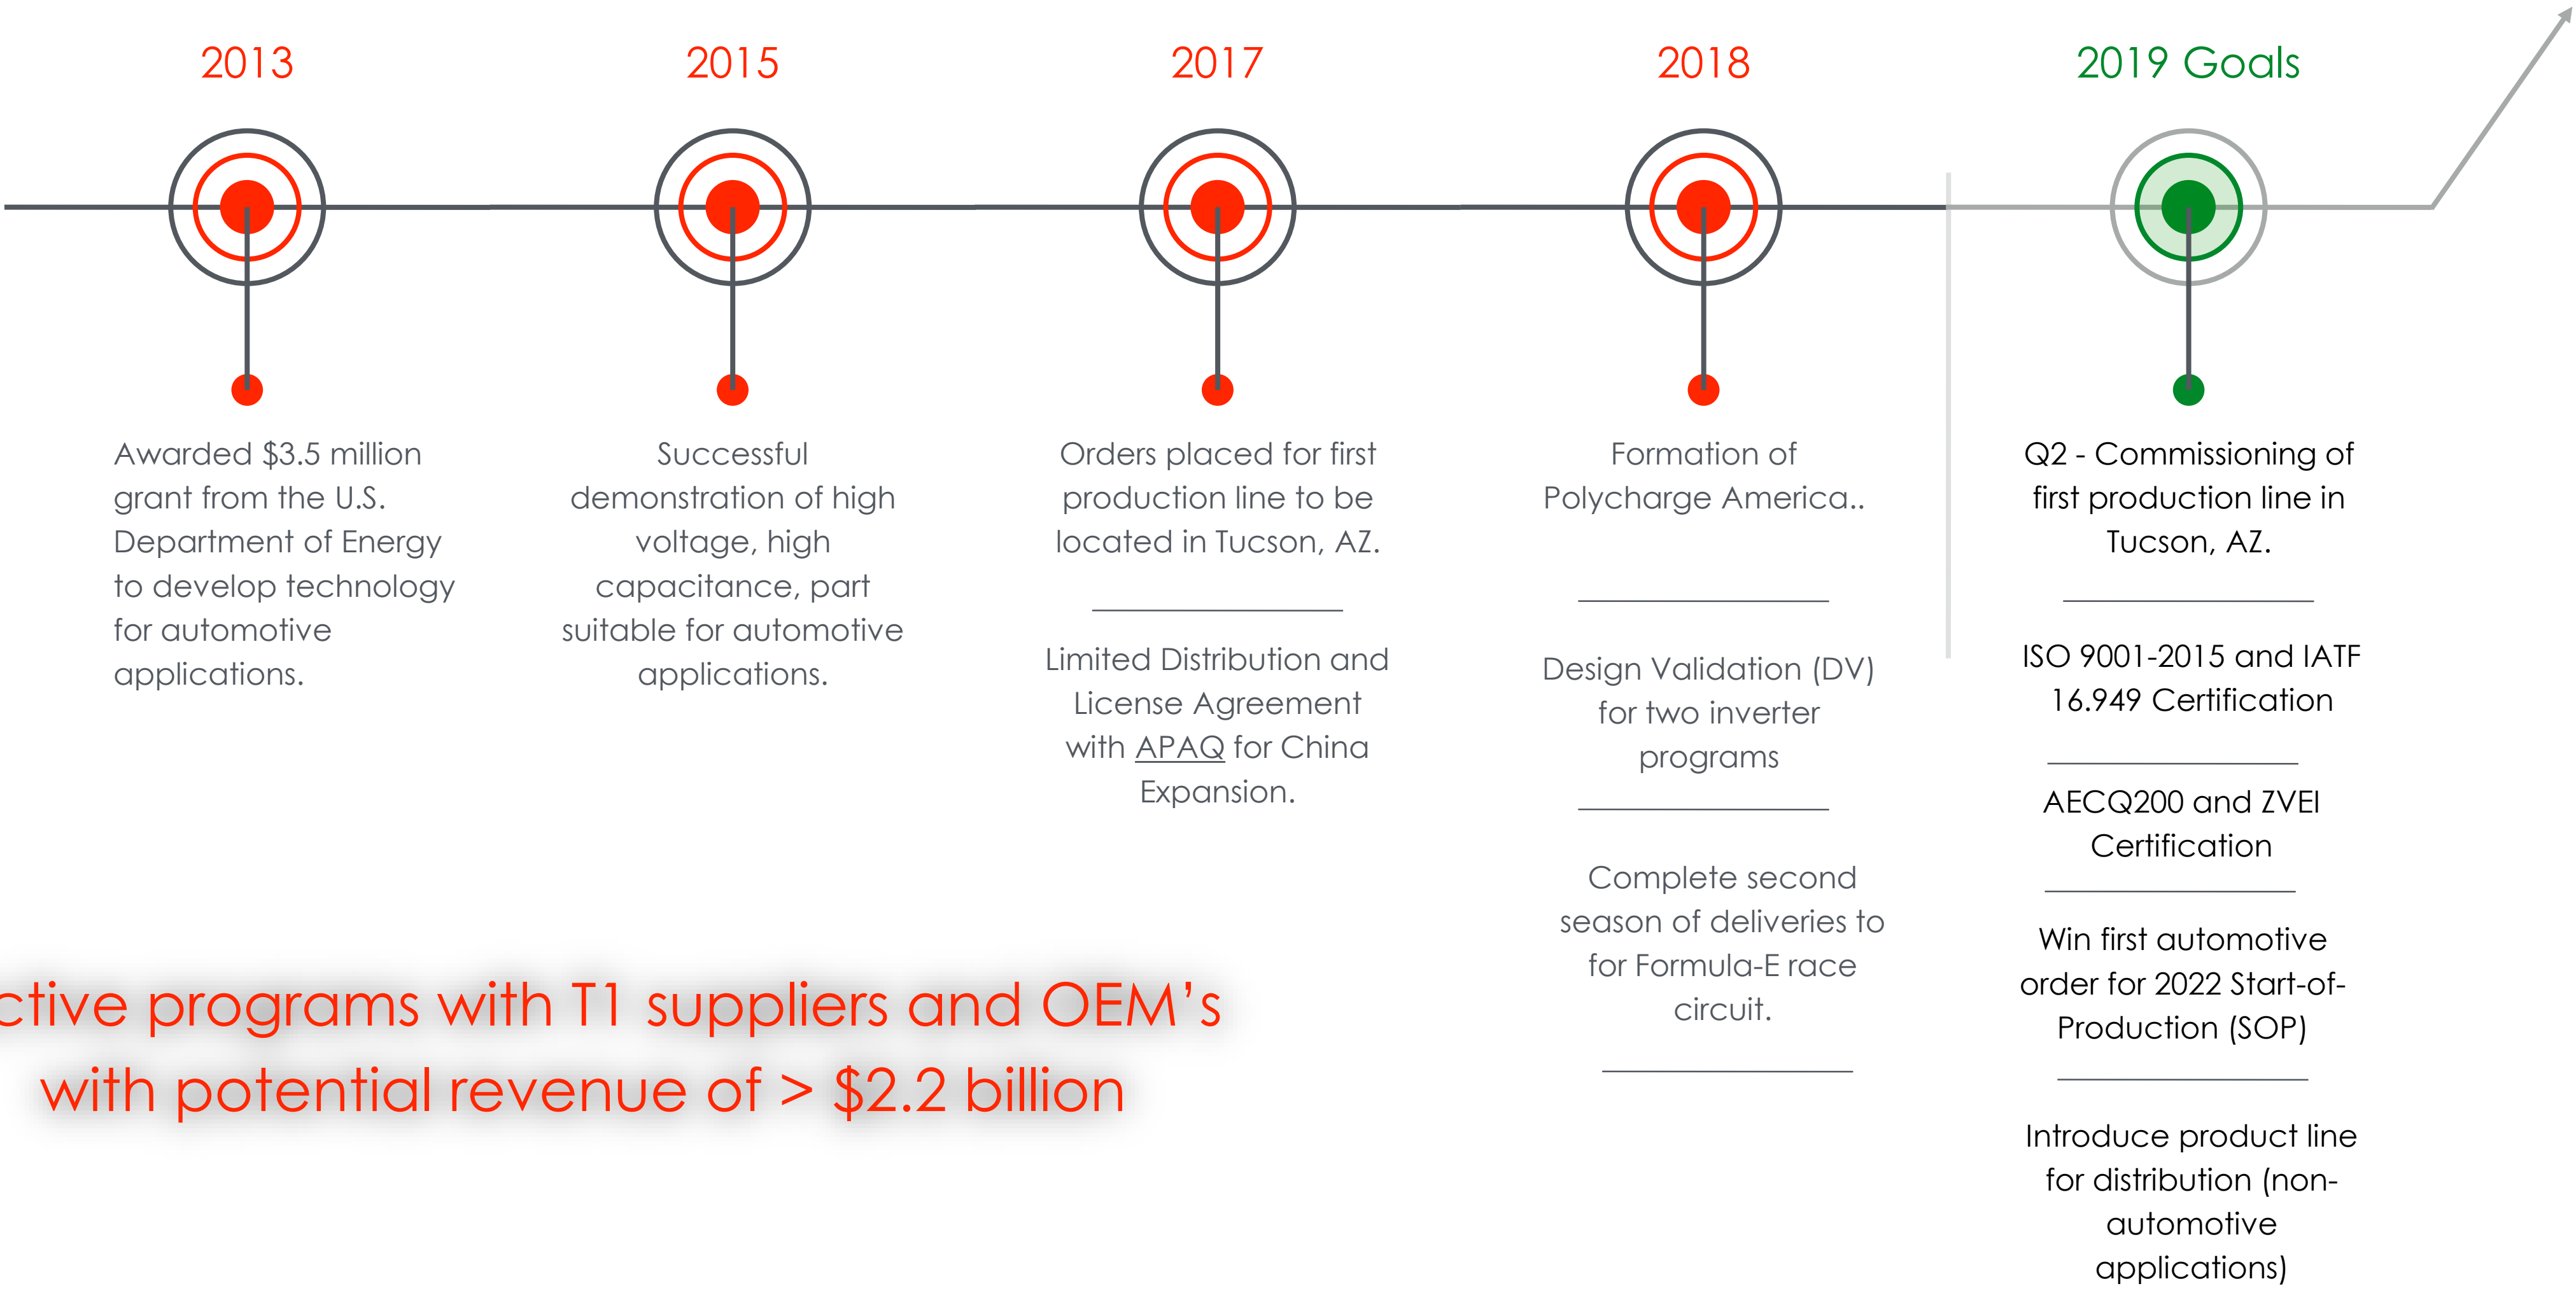 2013
Awarded $3.5 million
grant from the U.S.
Department of Energy
to develop technology
for automotive
applications.
2015
Successful
demonstration of high
voltage, high
capacitance, part
suitable for automotive
applications.
2017
Orders placed for first
production line to be
located in Tucson, AZ.
Limited Distribution and
License Agreement
with APAQ for China
Expansion.
2018
Formation of
Polycharge America..
Design Validation (DV)
for two inverter
programs
Complete second
season of deliveries to
for Formula-E race
circuit.
2019 Goals
Q2 - Commissioning of
first production line in
Tucson, AZ.
ISO 9001-2015 and IATF
16.949 Certification
AECQ200 and ZVEI
Certification
Win first automotive
order for 2022 Start-of-
Production (SOP)
Introduce product line
for distribution (non-
automotive
applications)
programs with T1 suppliers and OEM’s
with potential revenue of > $2.2 billion